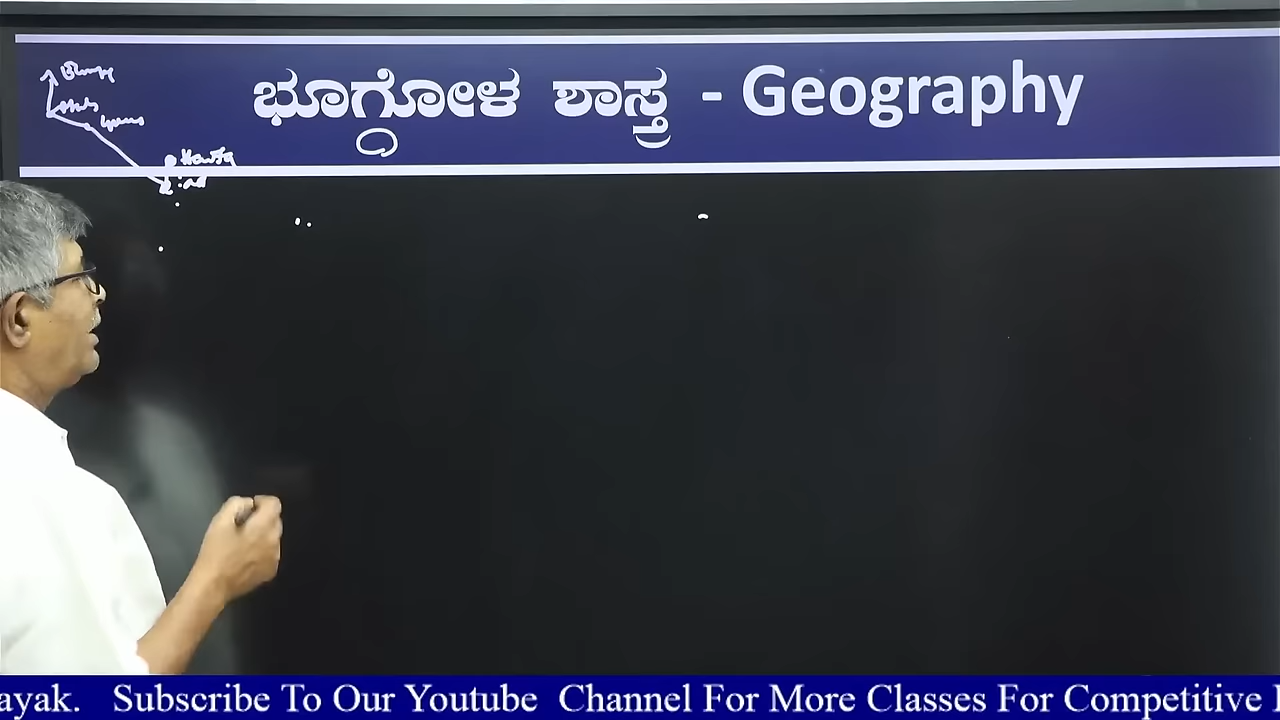 ಭೂಗ್ಗೋಳ ಶಾಸ್ತ್ರ - Geography
ayak. Subscribe To Our Youtube Channel For More Classes For Competitive